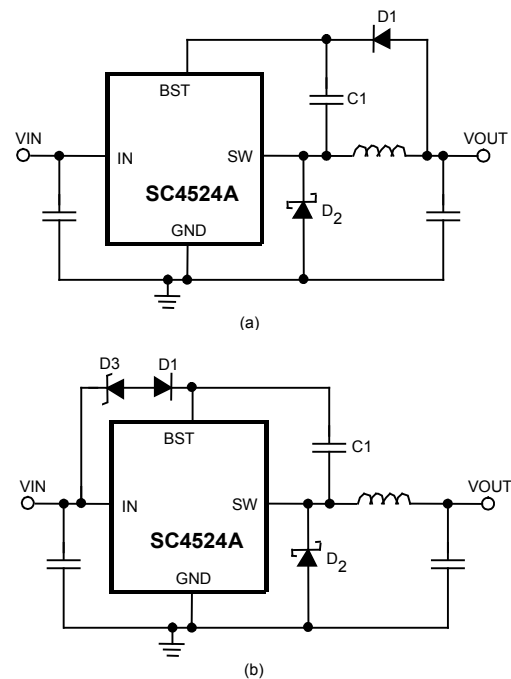 D1
BST
C1
VIN
VOUT
IN
SW
SC4524A
D2
GND
(a)
D3
D1
BST
C1
VIN
VOUT
IN
SW
SC4524A
D2
GND
(b)